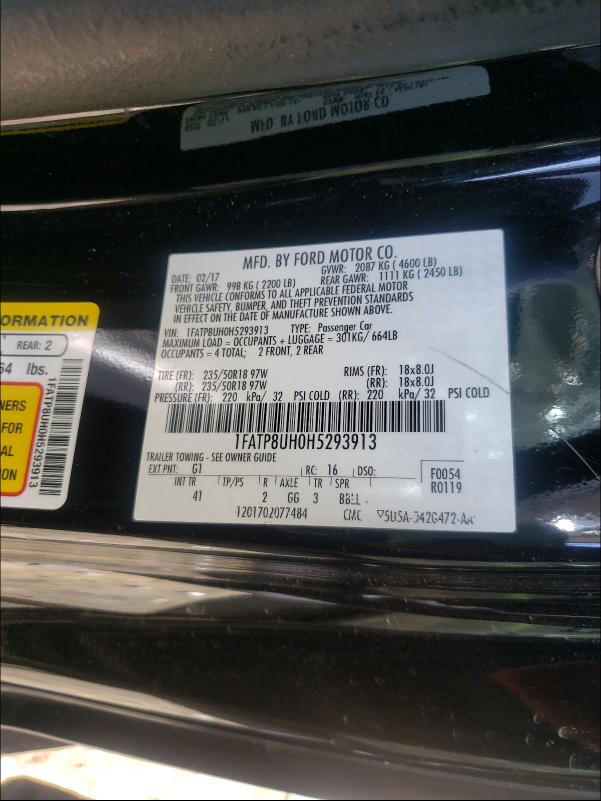 MFD. BY FORD MOTOR CO
MFD. BY FORD MOTOR CO.
DATE: 02/17 GVWR: 2087 KG ( 4600 LB)
FRONT GAWR: 998 KG ( 2200 LB) REAR GAWR: 1111 KG ( 2450 LB)
THIS VEHICLE CONFORMS TO ALL APPLICABLE FEDERAL MOTOR
VEHICLE SAFETY, BUMPER, AND THEFT PREVENTION STANDARDS
IN EFFECT ON THE DATE OF MANUFACTURE SHOWN ABOVE.
VIN: 1FATP8UH0H5293913 TYPE: Passenger Car
MAXIMUM LOAD = OCCUPANTS + LUGGAGE = 301KG/ 664LB
OCCUPANTS = 4 TOTAL; 2 FRONT, 2 REAR
TIRE (FR): 235/50R18 97W RIMS (FR): 18x8.0J
(RR): 235/50R18 97W (RR): 18x8.0J
PRESSURE (FR): 220 kPa/ 32 PSI COLD (RR): 220 kPa/ 32 PSI COLD
1FATP8UH0H5293913
TRAILER TOWING - SEE OWNER GUIDE
EXT PNT: G1 RC: 16 DSO: F0054
R0119
INT TR TP/PS R AXLE TR SPR
41 2 GG 3 BBLL
1201702077484 CMC
ORMATION
REAR: 2
64 lbs.
NERS
FOR
AL
ION
1FATP8UH0H5293913